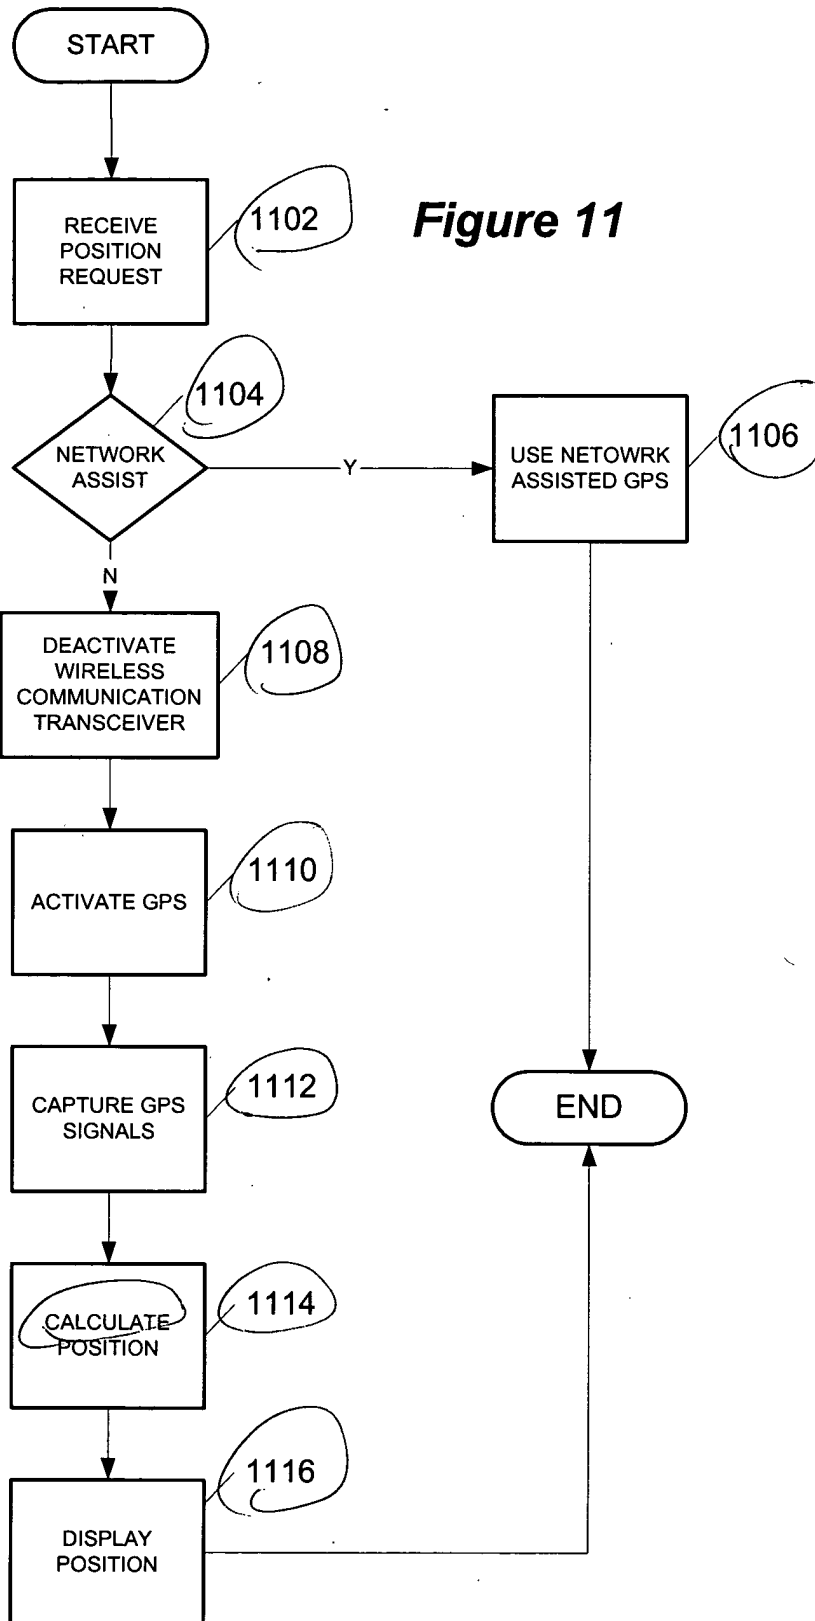 START
RECEIVE
POSITION
REQUEST
1102
Figure 11
NETWORK
ASSIST
1104
Y
USE NETOWRK
ASSISTED GPS
1106
N
DEACTIVATE
WIRELESS
COMMUNICATION
TRANSCEIVER
1108
ACTIVATE GPS
1110
CAPTURE GPS
SIGNALS
1112
END
CALCULATE
POSITION
1114
DISPLAY
POSITION
1116